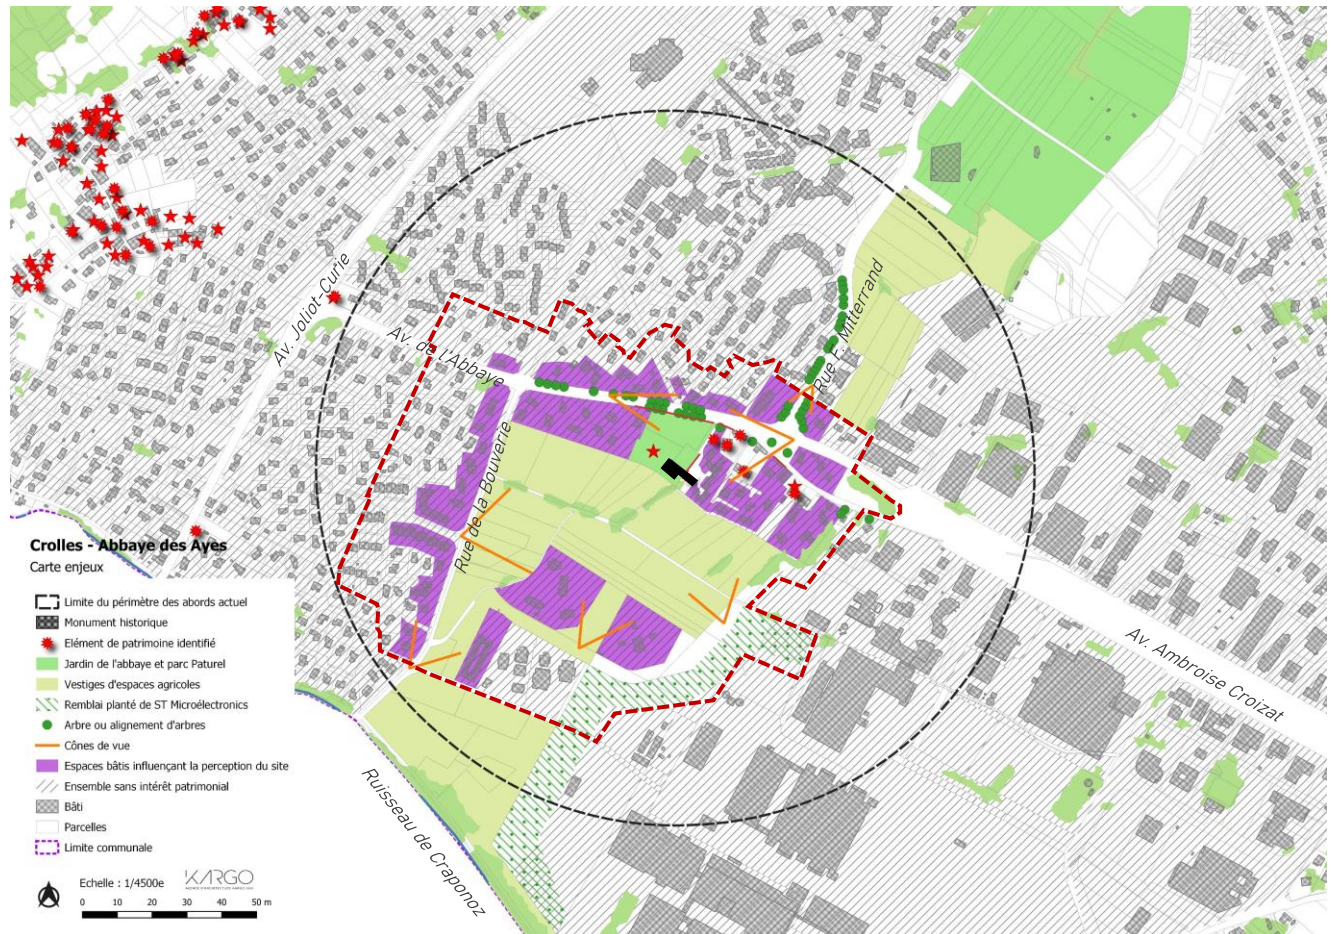 Av. Joliot-Curie
Av. de l'Abbaye
Rue F. Mitterrand
Rue de la Bouverie
Av. Ambroise Croizat
Ruisseau de Craponoz
Crolles - Abbaye des Ayes
Carte enjeux
Limite du périmètre des abords actuel
Monument historique
Elément de patrimoine identifié
Jardin de l'abbaye et parc Paturel
Vestiges d'espaces agricoles
Remblai planté de ST Microélectronics
Arbre ou alignement d'arbres
Cônes de vue
Espaces bâtis influençant la perception du site
Ensemble sans intérêt patrimonial
Bâti
Parcelles
Limite communale
Echelle : 1/4500e
KARGO
0 10 20 30 40 50 m